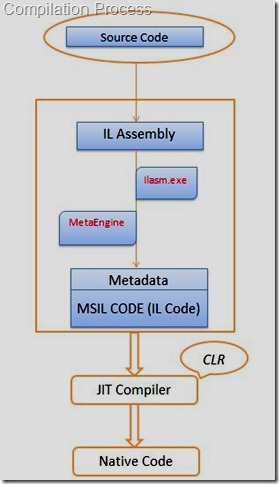 Compilation Process
Source Code
IL Assembly
Ilasm.exe
MetaEngine
Metadata
MSIL CODE (IL Code)
CLR
JIT Compiler
Native Code